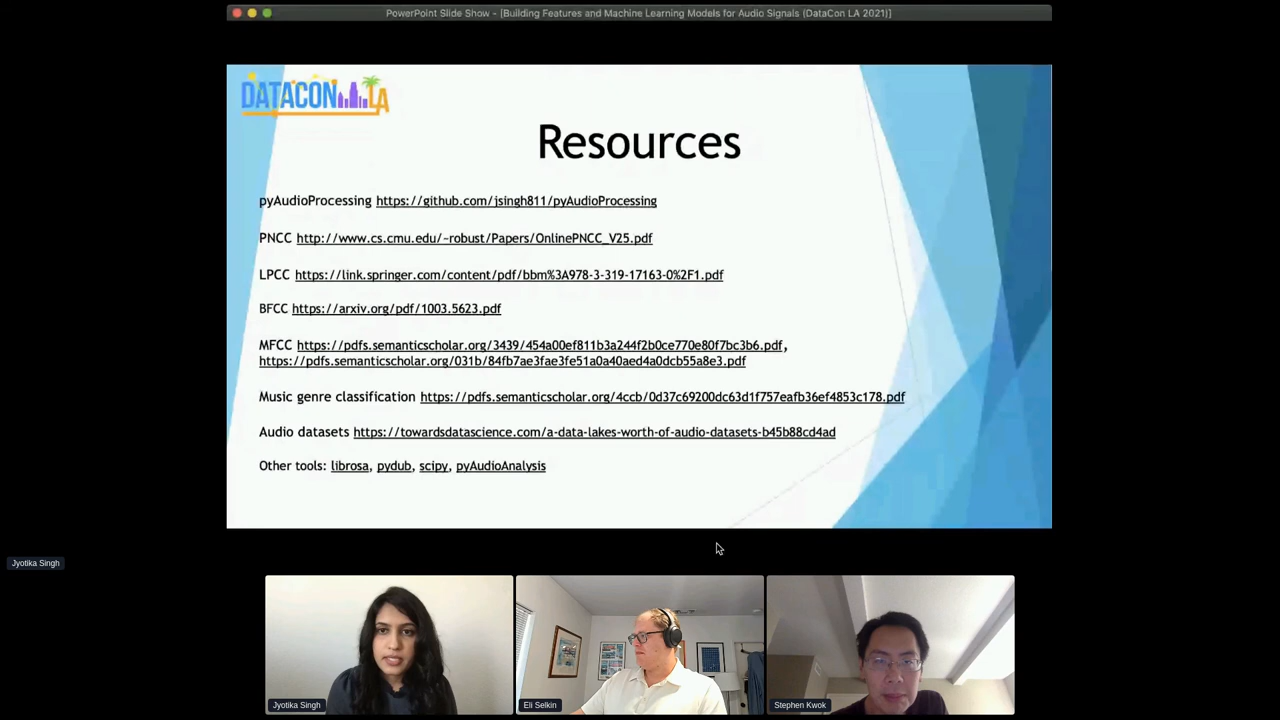 PowerPoint Slide Show - [Building Features and Machine Learning Models for Audio Signals (DataCon LA 2021)]
DATACON LA
Resources
pyAudioProcessing https://github.com/jsingh811/pyAudioProcessing
PNCC http://www.cs.cmu.edu/~robust/Papers/OnlinePNCC_V25.pdf
LPCC https://link.springer.com/content/pdf/bbm%3A978-3-319-17163-0%2F1.pdf
BFCC https://arxiv.org/pdf/1003.5623.pdf
MFCC https://pdfs.semanticscholar.org/3439/454a00ef811b3a244f2b0ce770e80f7bc3b6.pdf,
https://pdfs.semanticscholar.org/031b/84fb7ae3fae3fe51a0a40aed4a0dcb55a8e3.pdf
Music genre classification https://pdfs.semanticscholar.org/4ccb/0d37c69200dc63d1f757eafb36ef4853c178.pdf
Audio datasets https://towardsdatascience.com/a-data-lakes-worth-of-audio-datasets-b45b88cd4ad
Other tools: librosa, pydub, scipy, pyAudioAnalysis
Jyotika Singh
Jyotika Singh
Eli Selkin
Stephen Kwok